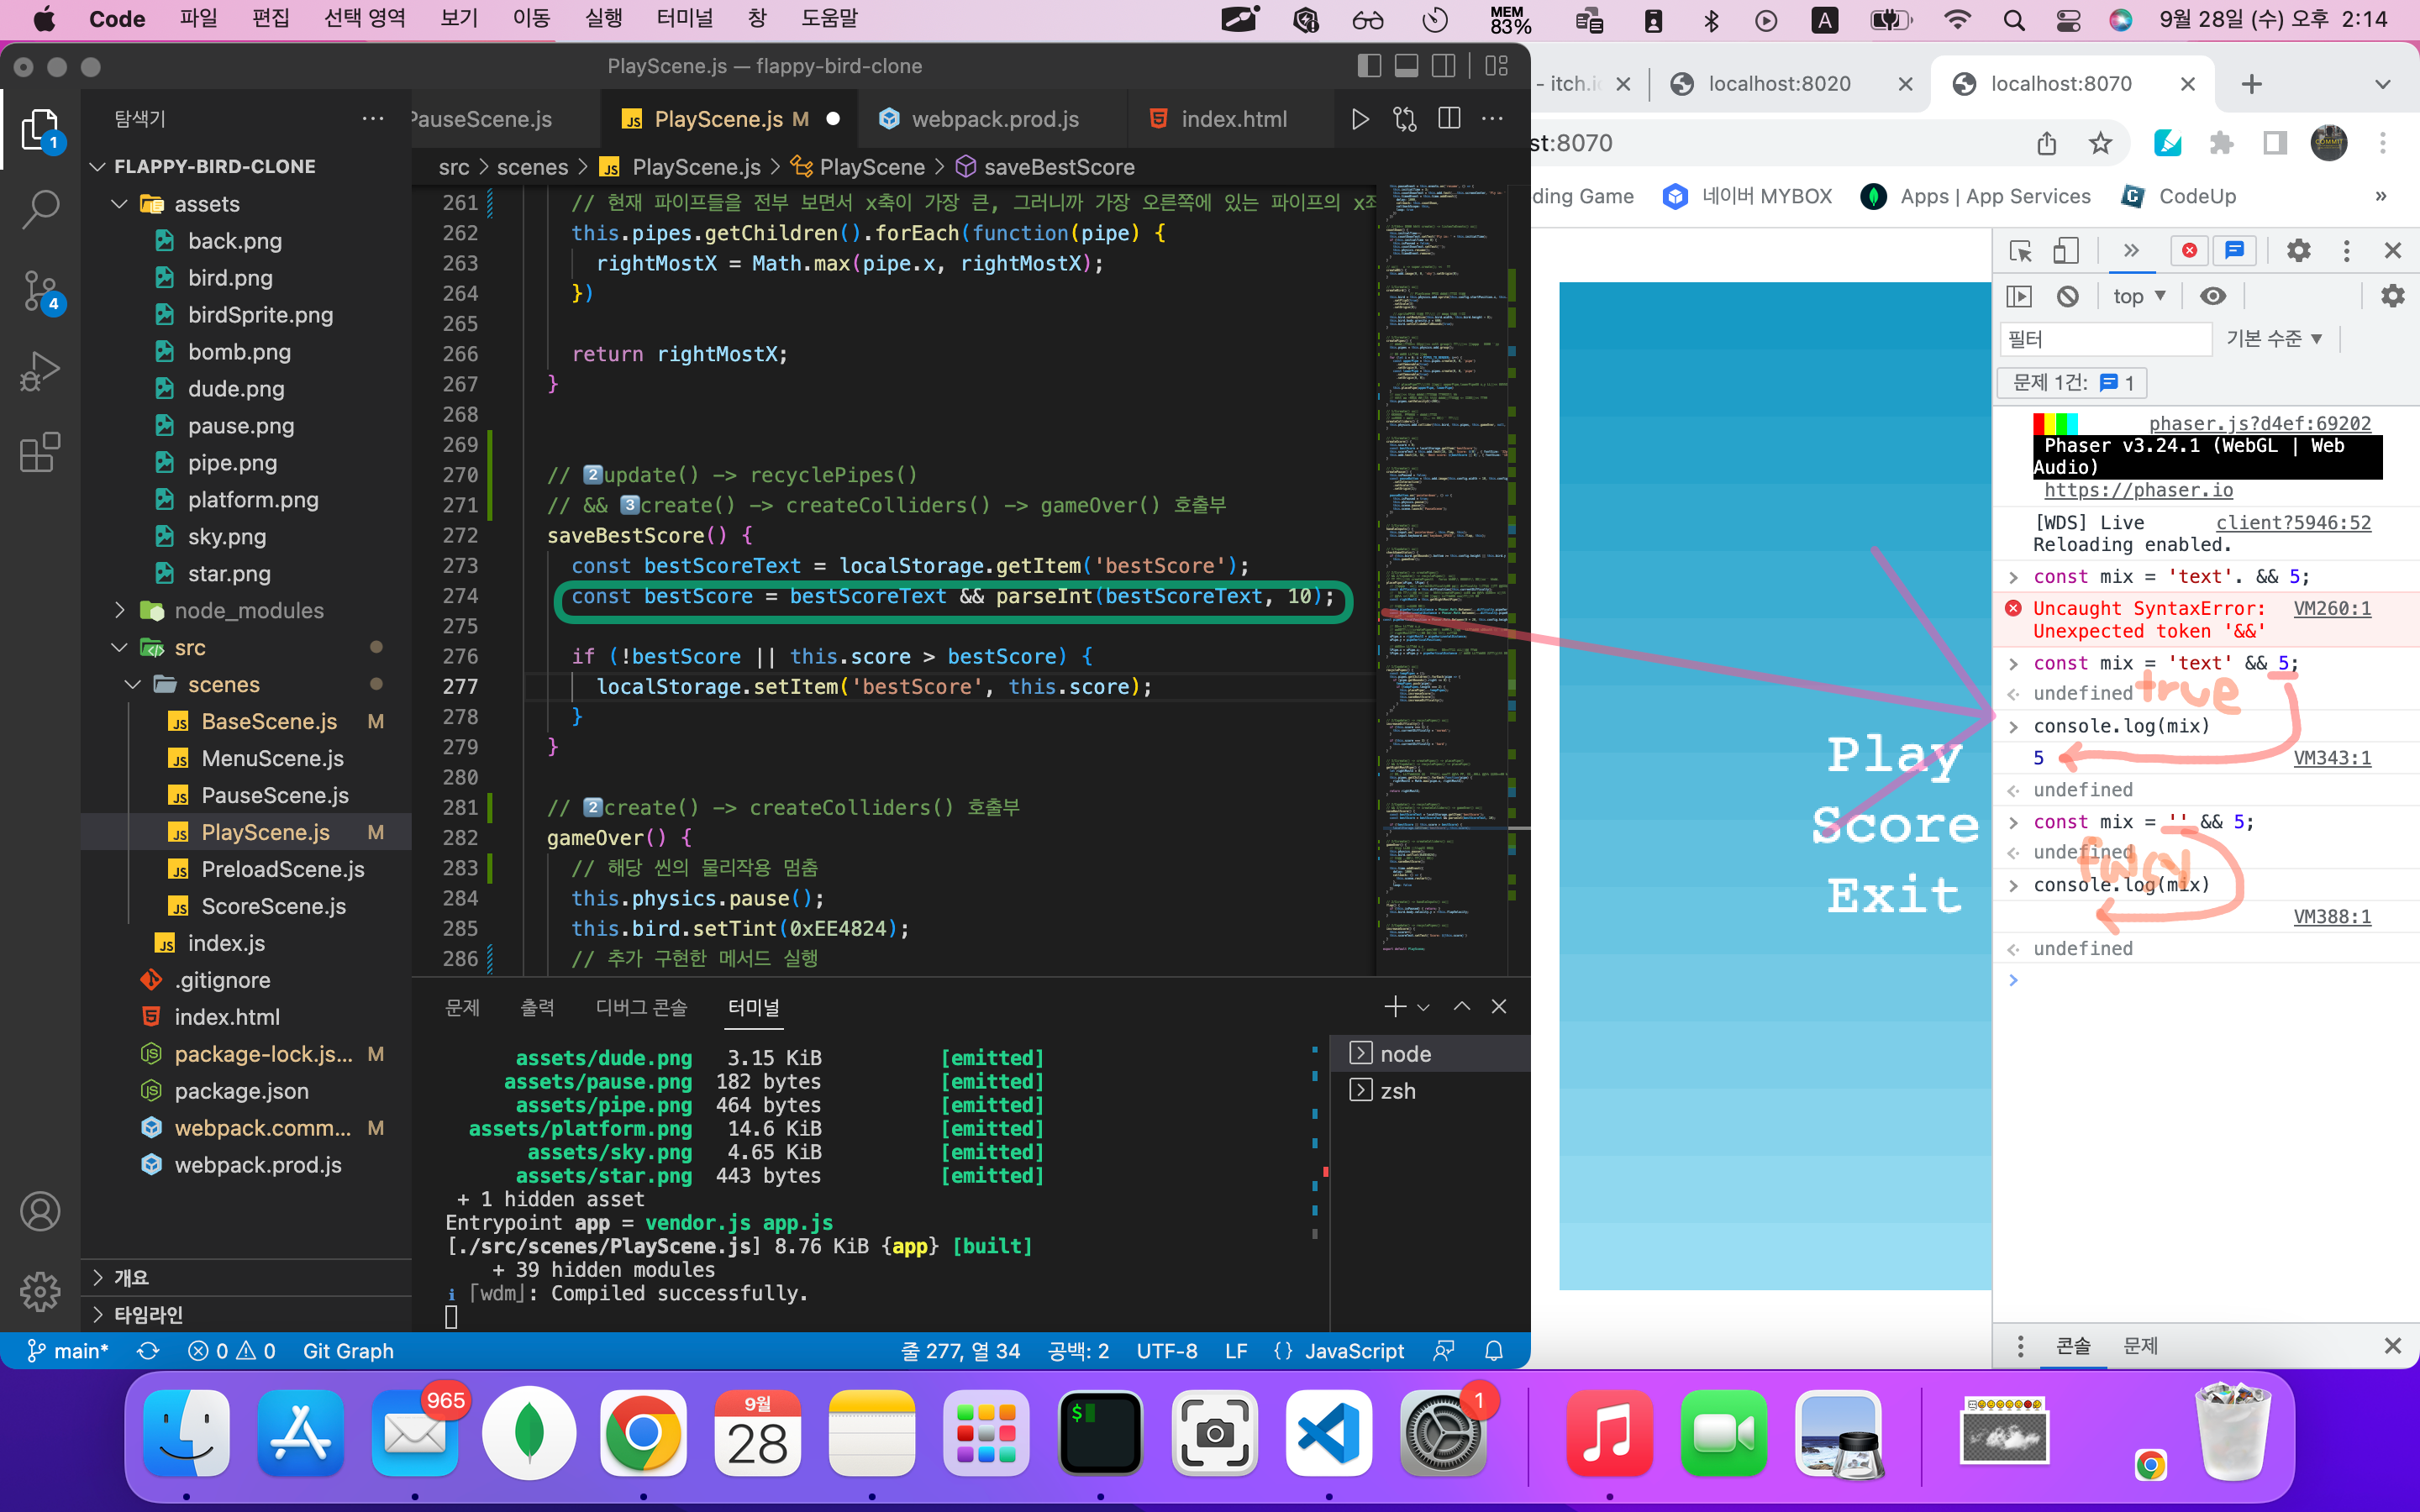 Code 파일 편집 선택 영역 보기 이동 실행 터미널 창 도움말 MEM 83% A 9월 28일 (수) 오후 2:14
PlayScene.js — flappy-bird-clone
탐색기
FLAPPY-BIRD-CLONE
assets
back.png
bird.png
birdSprite.png
bomb.png
dude.png
pause.png
pipe.png
platform.png
sky.png
star.png
node_modules
src
scenes
BaseScene.js M
MenuScene.js
PauseScene.js
PlayScene.js M
PreloadScene.js
ScoreScene.js
index.js
.gitignore
index.html
package-lock.js... M
package.json
webpack.comm... M
webpack.prod.js
개요
타임라인
1
4
PauseScene.js PlayScene.js M webpack.prod.js index.html
src > scenes > PlayScene.js > PlayScene > saveBestScore
261 // 현재 파이프들을 전부 보면서 x축이 가장 큰, 그러니까 가장 오른쪽에 있는 파이프의 x좌
262 this.pipes.getChildren().forEach(function(pipe) {
263 rightMostX = Math.max(pipe.x, rightMostX);
264 })
265
266 return rightMostX;
267 }
268
269
270 // 2️⃣update() -> recyclePipes()
271 // && 3️⃣create() -> createColliders() -> gameOver() 호출부
272 saveBestScore() {
273 const bestScoreText = localStorage.getItem('bestScore');
274 const bestScore = bestScoreText && parseInt(bestScoreText, 10);
275
276 if (!bestScore || this.score > bestScore) {
277 localStorage.setItem('bestScore', this.score);
278 }
279 }
280
281 // 2️⃣create() -> createColliders() 호출부
282 gameOver() {
283 // 해당 씬의 물리작용 멈춤
284 this.physics.pause();
285 this.bird.setTint(0xEE4824);
286 // 추가 구현한 메서드 실행
문제 출력 디버그 콘솔 터미널
assets/dude.png 3.15 KiB [emitted]
assets/pause.png 182 bytes [emitted]
assets/pipe.png 464 bytes [emitted]
assets/platform.png 14.6 KiB [emitted]
assets/sky.png 4.65 KiB [emitted]
assets/star.png 443 bytes [emitted]
+ 1 hidden asset
Entrypoint app = vendor.js app.js
[./src/scenes/PlayScene.js] 8.76 KiB {app} [built]
+ 39 hidden modules
i ｢wdm｣: Compiled successfully.
node
zsh
main* 0 0 Git Graph 줄 277, 열 34 공백: 2 UTF-8 LF {} JavaScript
- itch.i localhost:8020 localhost:8070
st:8070
ding Game 네이버 MYBOX Apps | App Services CodeUp »
Play
Score
Exit
top
필터 기본 수준
문제 1건: 1
phaser.js?d4ef:69202
Phaser v3.24.1 (WebGL | Web Audio)
https://phaser.io
[WDS] Live Reloading enabled. client?5946:52
> const mix = 'text'. && 5;
Uncaught SyntaxError: Unexpected token '&&' VM260:1
> const mix = 'text' && 5;
undefined
true
> console.log(mix)
5 VM343:1
undefined
> const mix = '' && 5;
undefined
> console.log(mix)
VM388:1
undefined
>
콘솔 문제
965
9월
28
1